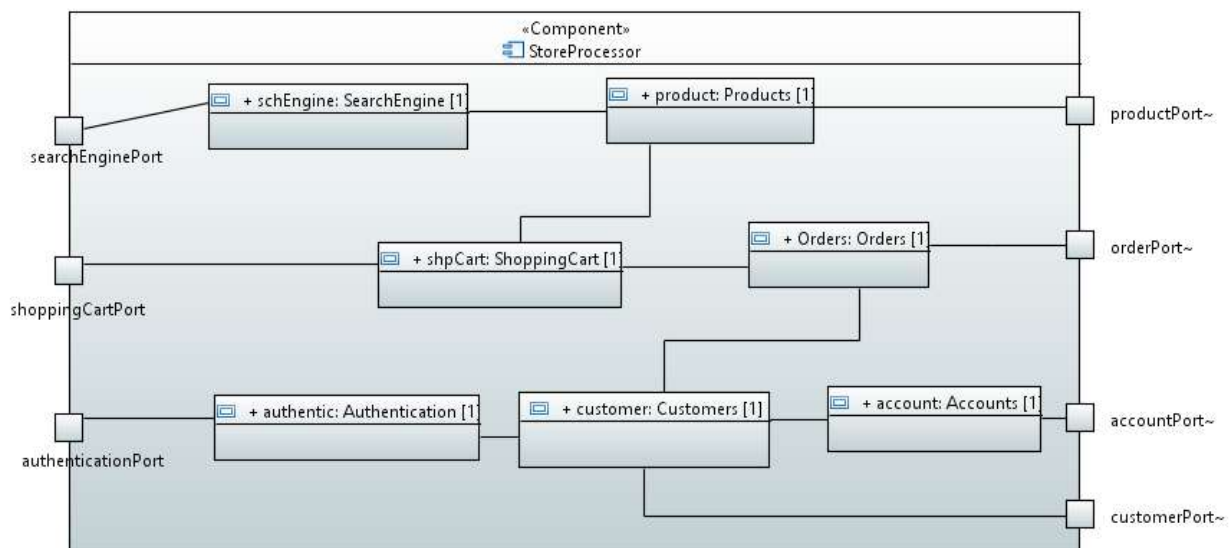 «Component»
StoreProcessor
+ schEngine: SearchEngine [1]
+ product: Products [1]
productPort~
searchEnginePort
+ Orders: Orders [1]
orderPort~
+ shpCart: ShoppingCart [1]
shoppingCartPort
+ authentic: Authentication [1]
+ customer: Customers [1]
+ account: Accounts [1]
accountPort~
authenticationPort
customerPort~